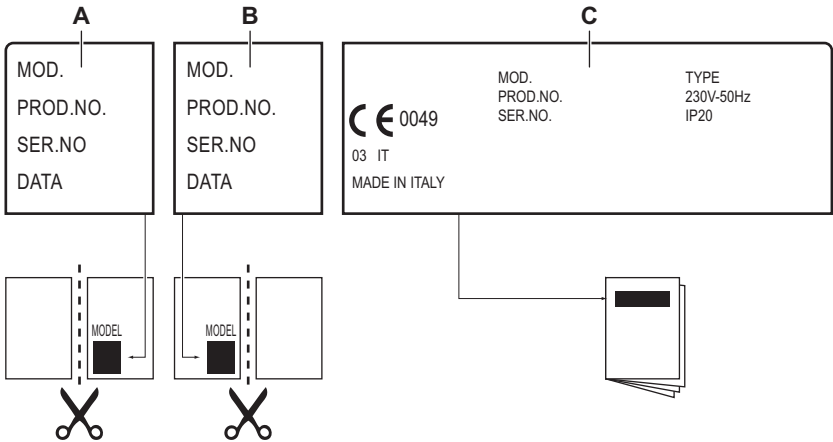 A
B
C
MOD.
PROD.NO.
SER.NO
DATA
MOD.
PROD.NO.
SER.NO
DATA
MOD.
PROD.NO.
SER.NO.
TYPE
230V-50Hz
IP20
CE 0049
03 IT
MADE IN ITALY
MODEL
MODEL